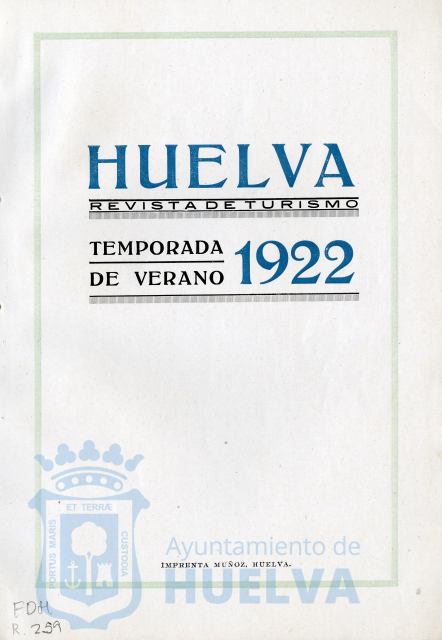 HUELVA
REVISTA DE TURISMO
TEMPORADA
DE VERANO
1922
PORTUS MARIS
ET TERRÆ
CUSTODIA
Ayuntamiento de
HUELVA
IMPRENTA MUÑOZ, HUELVA.
FDH
R. 259